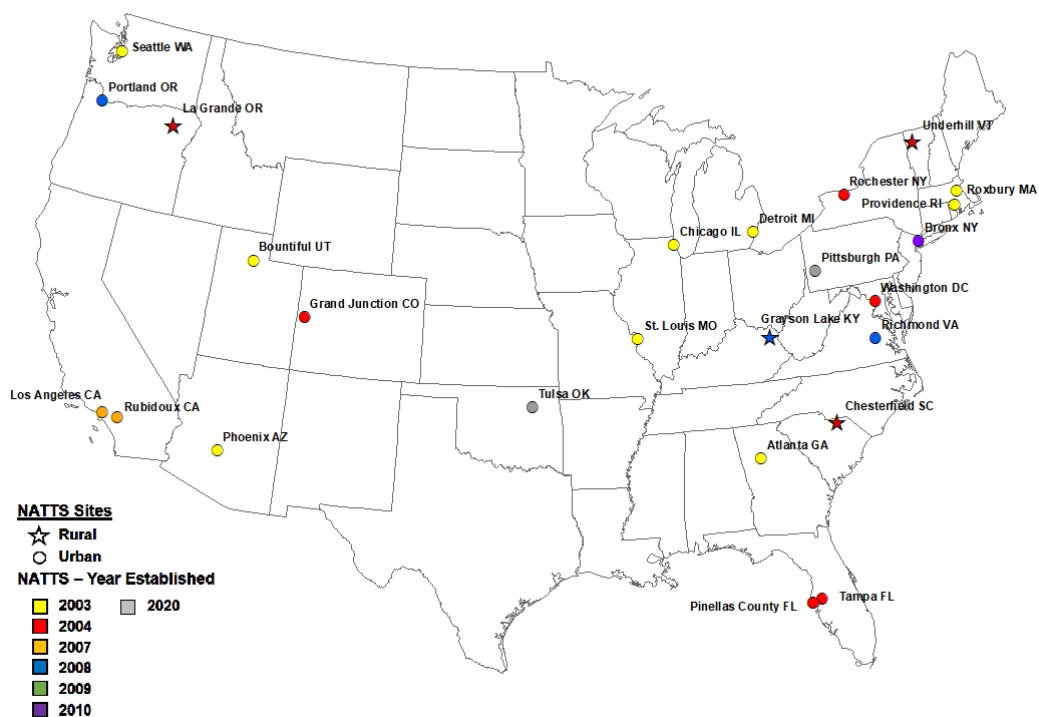 Seattle WA
Portland OR
La Grande OR
Underhill VT
Rochester NY
Roxbury MA
Providence RI
Detroit MI
Chicago IL
Bronx NY
Bountiful UT
Pittsburgh PA
Washington DC
Grand Junction CO
Grayson Lake KY
St. Louis MO
Richmond VA
Los Angeles CA
Tulsa OK
Rubidoux CA
Chesterfield SC
Phoenix AZ
Atlanta GA
NATTS Sites
Rural
Urban
NATTS – Year Established
2003 2020
2004
2007
2008
2009
2010
Pinellas County FL
Tampa FL